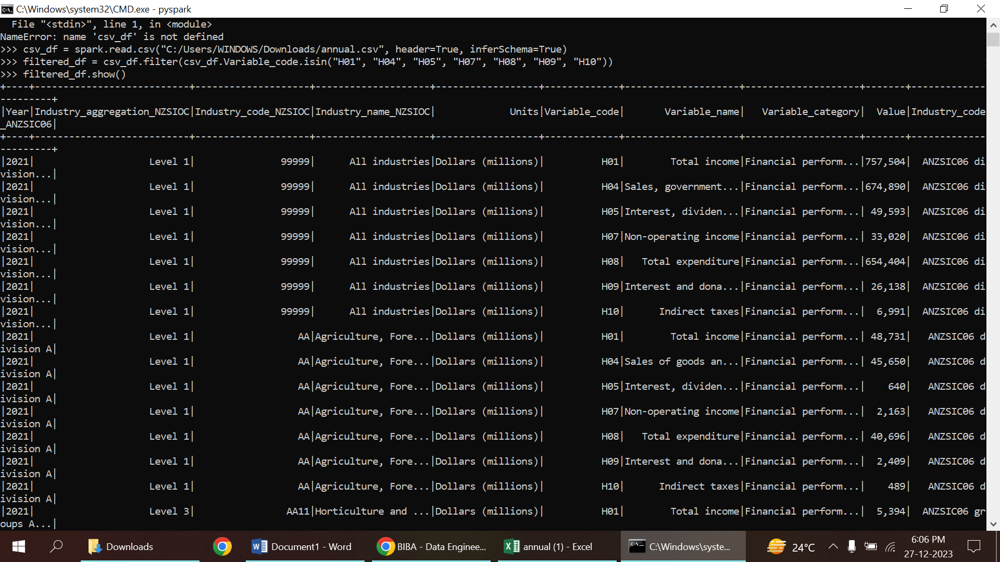 C:\Windows\system32\CMD.exe - pyspark
  File "<stdin>", line 1, in <module>
NameError: name 'csv_df' is not defined
>>> csv_df = spark.read.csv("C:/Users/WINDOWS/Downloads/annual.csv", header=True, inferSchema=True)
>>> filtered_df = csv_df.filter(csv_df.Variable_code.isin("H01", "H04", "H05", "H07", "H08", "H09", "H10"))
>>> filtered_df.show()
+----+---------------------------+--------------------+--------------------+------------------+-------------+--------------------+--------------------+-------+-------------
---------+
|Year|Industry_aggregation_NZSIOC|Industry_code_NZSIOC|Industry_name_NZSIOC|             Units|Variable_code|       Variable_name|   Variable_category|  Value|Industry_code
_ANZSIC06|
+----+---------------------------+--------------------+--------------------+------------------+-------------+--------------------+--------------------+-------+-------------
---------+
|2021|                    Level 1|               99999|      All industries|Dollars (millions)|          H01|        Total income|Financial perform...|757,504|  ANZSIC06 di
vision...|
|2021|                    Level 1|               99999|      All industries|Dollars (millions)|          H04|Sales, government...|Financial perform...|674,890|  ANZSIC06 di
vision...|
|2021|                    Level 1|               99999|      All industries|Dollars (millions)|          H05|Interest, dividen...|Financial perform...| 49,593|  ANZSIC06 di
vision...|
|2021|                    Level 1|               99999|      All industries|Dollars (millions)|          H07|Non-operating income|Financial perform...| 33,020|  ANZSIC06 di
vision...|
|2021|                    Level 1|               99999|      All industries|Dollars (millions)|          H08|   Total expenditure|Financial perform...|654,404|  ANZSIC06 di
vision...|
|2021|                    Level 1|               99999|      All industries|Dollars (millions)|          H09|Interest and dona...|Financial perform...| 26,138|  ANZSIC06 di
vision...|
|2021|                    Level 1|               99999|      All industries|Dollars (millions)|          H10|      Indirect taxes|Financial perform...|  6,991|  ANZSIC06 di
vision...|
|2021|                    Level 1|                  AA|Agriculture, Fore...|Dollars (millions)|          H01|        Total income|Financial perform...| 48,731|   ANZSIC06 d
ivision A|
|2021|                    Level 1|                  AA|Agriculture, Fore...|Dollars (millions)|          H04|Sales of goods an...|Financial perform...| 45,650|   ANZSIC06 d
ivision A|
|2021|                    Level 1|                  AA|Agriculture, Fore...|Dollars (millions)|          H05|Interest, dividen...|Financial perform...|    640|   ANZSIC06 d
ivision A|
|2021|                    Level 1|                  AA|Agriculture, Fore...|Dollars (millions)|          H07|Non-operating income|Financial perform...|  2,163|   ANZSIC06 d
ivision A|
|2021|                    Level 1|                  AA|Agriculture, Fore...|Dollars (millions)|          H08|   Total expenditure|Financial perform...| 40,696|   ANZSIC06 d
ivision A|
|2021|                    Level 1|                  AA|Agriculture, Fore...|Dollars (millions)|          H09|Interest and dona...|Financial perform...|  2,409|   ANZSIC06 d
ivision A|
|2021|                    Level 1|                  AA|Agriculture, Fore...|Dollars (millions)|          H10|      Indirect taxes|Financial perform...|    489|   ANZSIC06 d
ivision A|
|2021|                    Level 3|                AA11|Horticulture and ...|Dollars (millions)|          H01|        Total income|Financial perform...|  5,394|  ANZSIC06 gr
oups A...|
Downloads
Document1 - Word
BIBA - Data Enginee...
annual (1) - Excel
C:\Windows\syste...
24°C
6:06 PM
27-12-2023